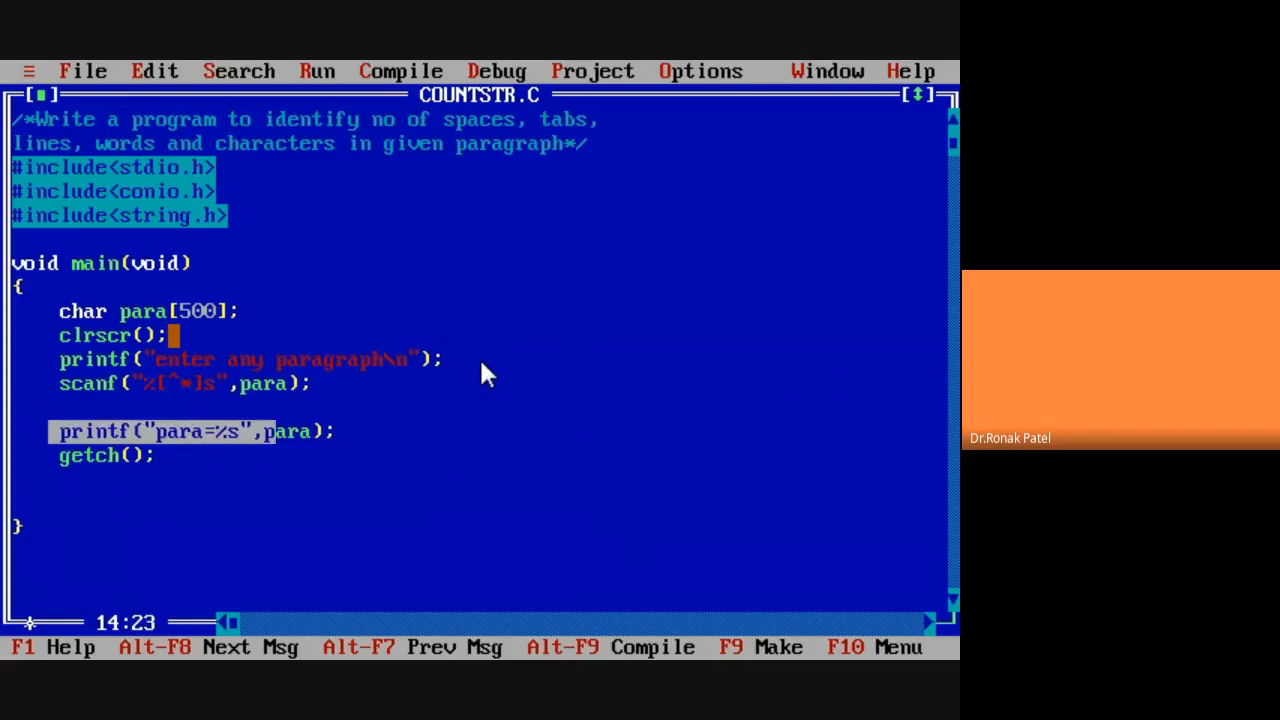 ≡ File Edit Search Run Compile Debug Project Options Window Help
[■] COUNTSTR.C [↕]
/*Write a program to identify no of spaces, tabs,
lines, words and characters in given paragraph*/
#include<stdio.h>
#include<conio.h>
#include<string.h>
void main(void)
{
char para[500];
clrscr();
printf("enter any paragraph\n");
scanf("%[^*]s",para);
printf("para=%s",para);
getch();
}
14:23
F1 Help Alt-F8 Next Msg Alt-F7 Prev Msg Alt-F9 Compile F9 Make F10 Menu
Dr.Ronak Patel